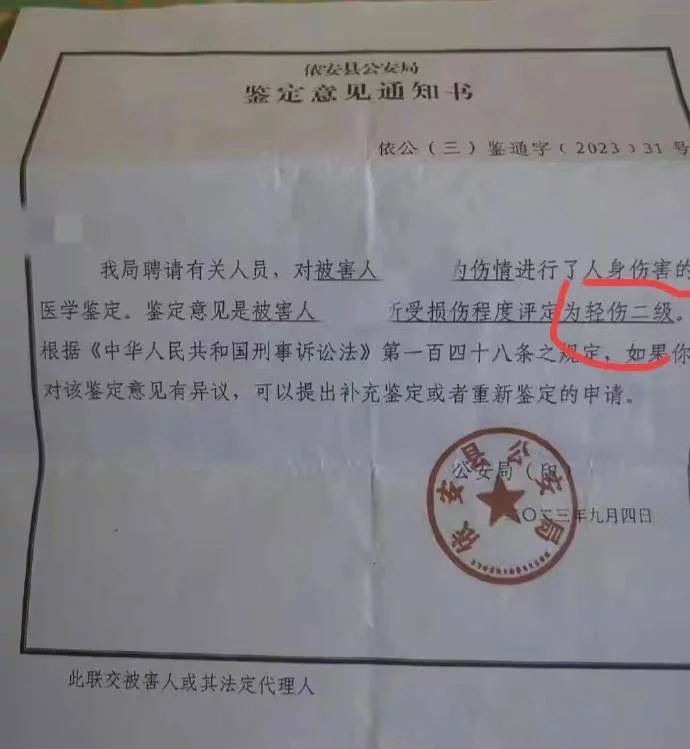 依安县公安局
鉴定意见通知书
依公（三）鉴通字（2023）31号
我局聘请有关人员，对被害人 伤情进行了人身伤害的
医学鉴定。鉴定意见是被害人 所受损伤程度评定为轻伤二级。
根据《中华人民共和国刑事诉讼法》第一百四十八条之规定，如果你
对该鉴定意见有异议，可以提出补充鉴定或者重新鉴定的申请。
公安局（印）
依安县公安局
二〇二三年九月四日
此联交被害人或其法定代理人